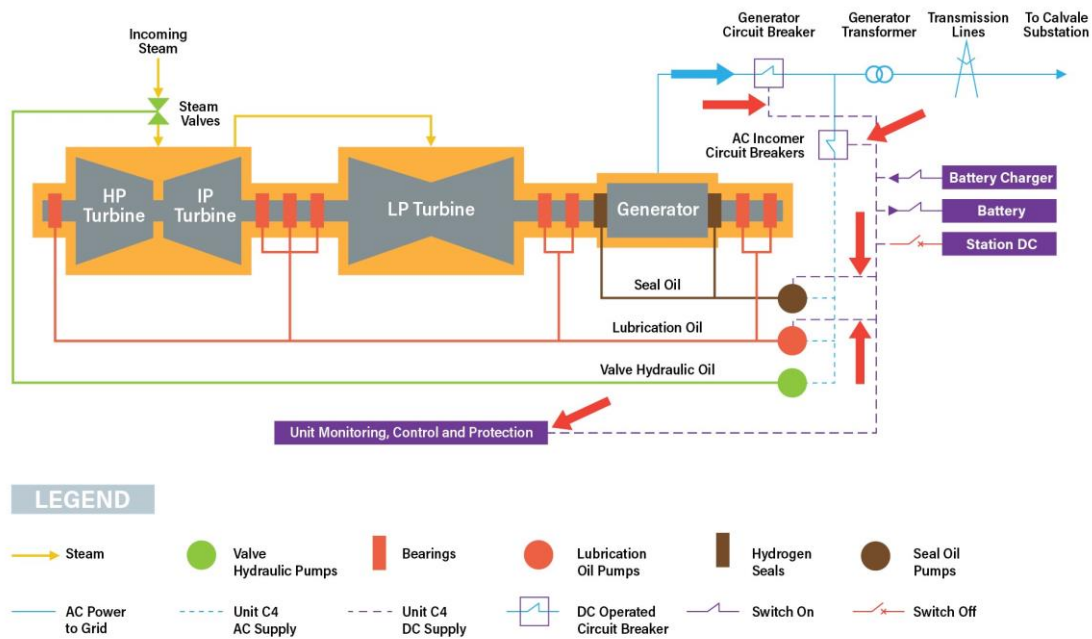 Incoming
Steam
Steam
Valves
Generator
Circuit Breaker
Generator
Transformer
Transmission
Lines
To Calvale
Substation
AC Incomer
Circuit Breakers
HP
Turbine
IP
Turbine
LP Turbine
Generator
Battery Charger
Battery
Station DC
Seal Oil
Lubrication Oil
Valve Hydraulic Oil
Unit Monitoring, Control and Protection
LEGEND
Steam
Valve
Hydraulic Pumps
Bearings
Lubrication
Oil Pumps
Hydrogen
Seals
Seal Oil
Pumps
AC Power
to Grid
Unit C4
AC Supply
Unit C4
DC Supply
DC Operated
Circuit Breaker
Switch On
Switch Off